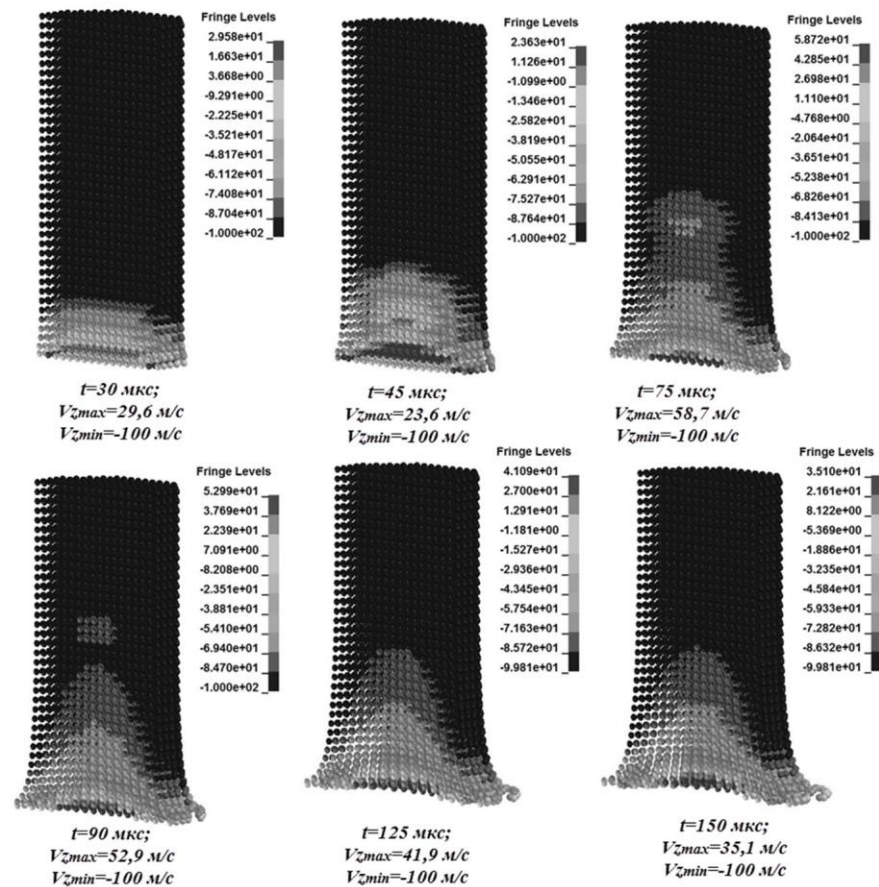 Fringe Levels
2.958e+01
1.663e+01
3.668e+00
-9.291e+00
-2.225e+01
-3.521e+01
-4.817e+01
-6.112e+01
-7.408e+01
-8.704e+01
-1.000e+02
t=30 мкс;
Vzmax=29,6 м/с
Vzmin=-100 м/с
Fringe Levels
2.363e+01
1.126e+01
-1.099e+00
-1.346e+01
-2.582e+01
-3.819e+01
-5.055e+01
-6.291e+01
-7.527e+01
-8.764e+01
-1.000e+02
t=45 мкс;
Vzmax=23,6 м/с
Vzmin=-100 м/с
Fringe Levels
5.872e+01
4.285e+01
2.698e+01
1.110e+01
-4.768e+00
-2.064e+01
-3.651e+01
-5.238e+01
-6.826e+01
-8.413e+01
-1.000e+02
t=75 мкс;
Vzmax=58,7 м/с
Vzmin=-100 м/с
Fringe Levels
5.299e+01
3.769e+01
2.239e+01
7.091e+00
-8.208e+00
-2.351e+01
-3.881e+01
-5.410e+01
-6.940e+01
-8.470e+01
-1.000e+02
t=90 мкс;
Vzmax=52,9 м/с
Vzmin=-100 м/с
Fringe Levels
4.109e+01
2.700e+01
1.291e+01
-1.181e+00
-1.527e+01
-2.936e+01
-4.345e+01
-5.754e+01
-7.163e+01
-8.572e+01
-9.981e+01
t=125 мкс;
Vzmax=41,9 м/с
Vzmin=-100 м/с
Fringe Levels
3.510e+01
2.161e+01
8.122e+00
-5.369e+00
-1.886e+01
-3.235e+01
-4.584e+01
-5.933e+01
-7.282e+01
-8.632e+01
-9.981e+01
t=150 мкс;
Vzmax=35,1 м/с
Vzmin=-100 м/с